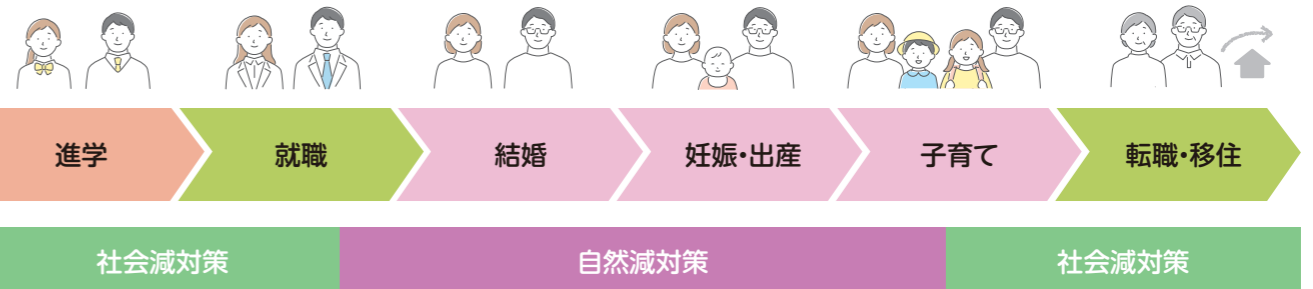 進学
就職
結婚
妊娠・出産
子育て
転職・移住
社会減対策
自然減対策
社会減対策